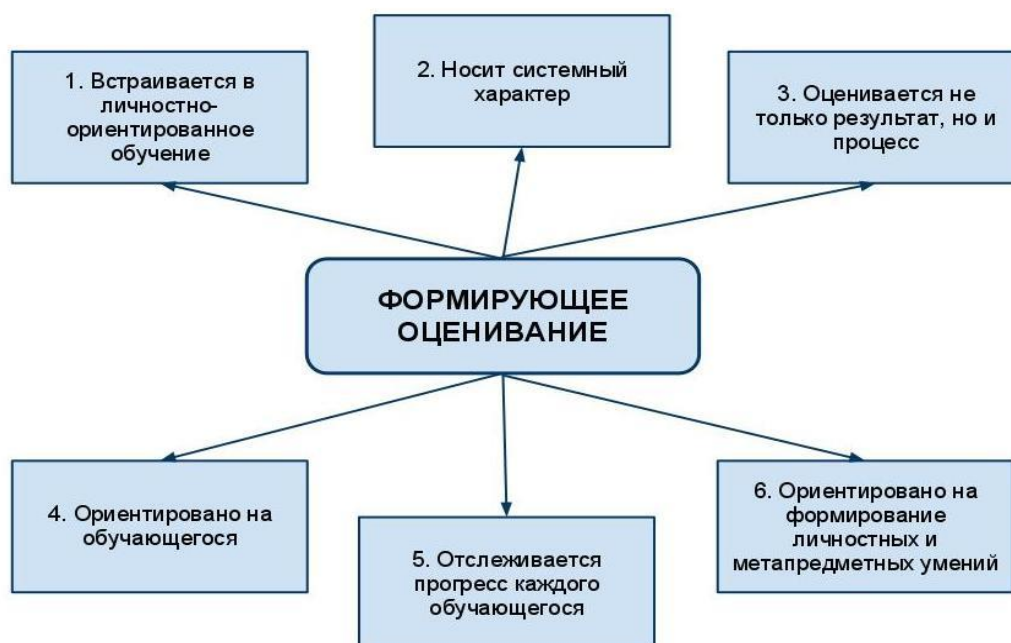 1. Встраивается в
личностно-
ориентированное
обучение
2. Носит системный
характер
3. Оценивается не
только результат, но и
процесс
ФОРМИРУЮЩЕЕ
ОЦЕНИВАНИЕ
4. Ориентировано на
обучающегося
5. Отслеживается
прогресс каждого
обучающегося
6. Ориентировано на
формирование
личностных и
метапредметных умений